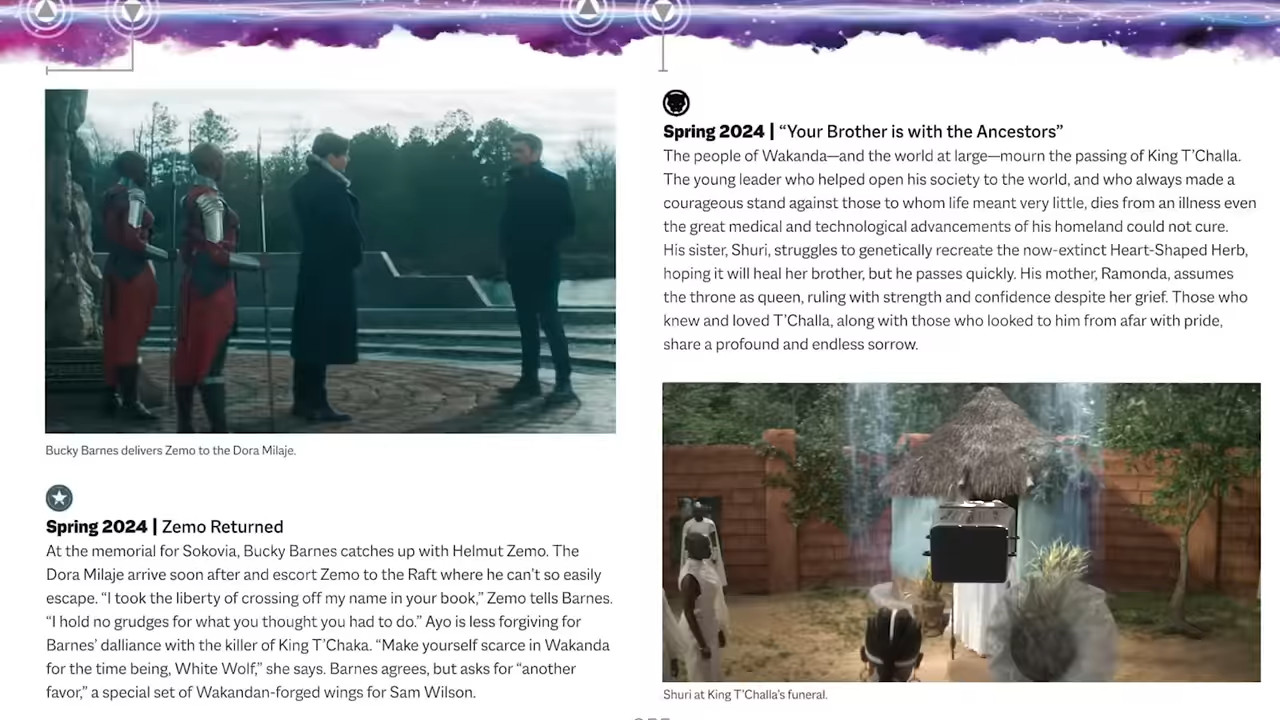 Bucky Barnes delivers Zemo to the Dora Milaje.
Spring 2024 | Zemo Returned
At the memorial for Sokovia, Bucky Barnes catches up with Helmut Zemo. The
Dora Milaje arrive soon after and escort Zemo to the Raft where he can’t so easily
escape. “I took the liberty of crossing off my name in your book,” Zemo tells Barnes.
“I hold no grudges for what you thought you had to do.” Ayo is less forgiving for
Barnes’ dalliance with the killer of King T’Chaka. “Make yourself scarce in Wakanda
for the time being, White Wolf,” she says. Barnes agrees, but asks for “another
favor,” a special set of Wakandan-forged wings for Sam Wilson.
Spring 2024 | “Your Brother is with the Ancestors”
The people of Wakanda—and the world at large—mourn the passing of King T’Challa.
The young leader who helped open his society to the world, and who always made a
courageous stand against those to whom life meant very little, dies from an illness even
the great medical and technological advancements of his homeland could not cure.
His sister, Shuri, struggles to genetically recreate the now-extinct Heart-Shaped Herb,
hoping it will heal her brother, but he passes quickly. His mother, Ramonda, assumes
the throne as queen, ruling with strength and confidence despite her grief. Those who
knew and loved T’Challa, along with those who looked to him from afar with pride,
share a profound and endless sorrow.
Shuri at King T’Challa’s funeral.